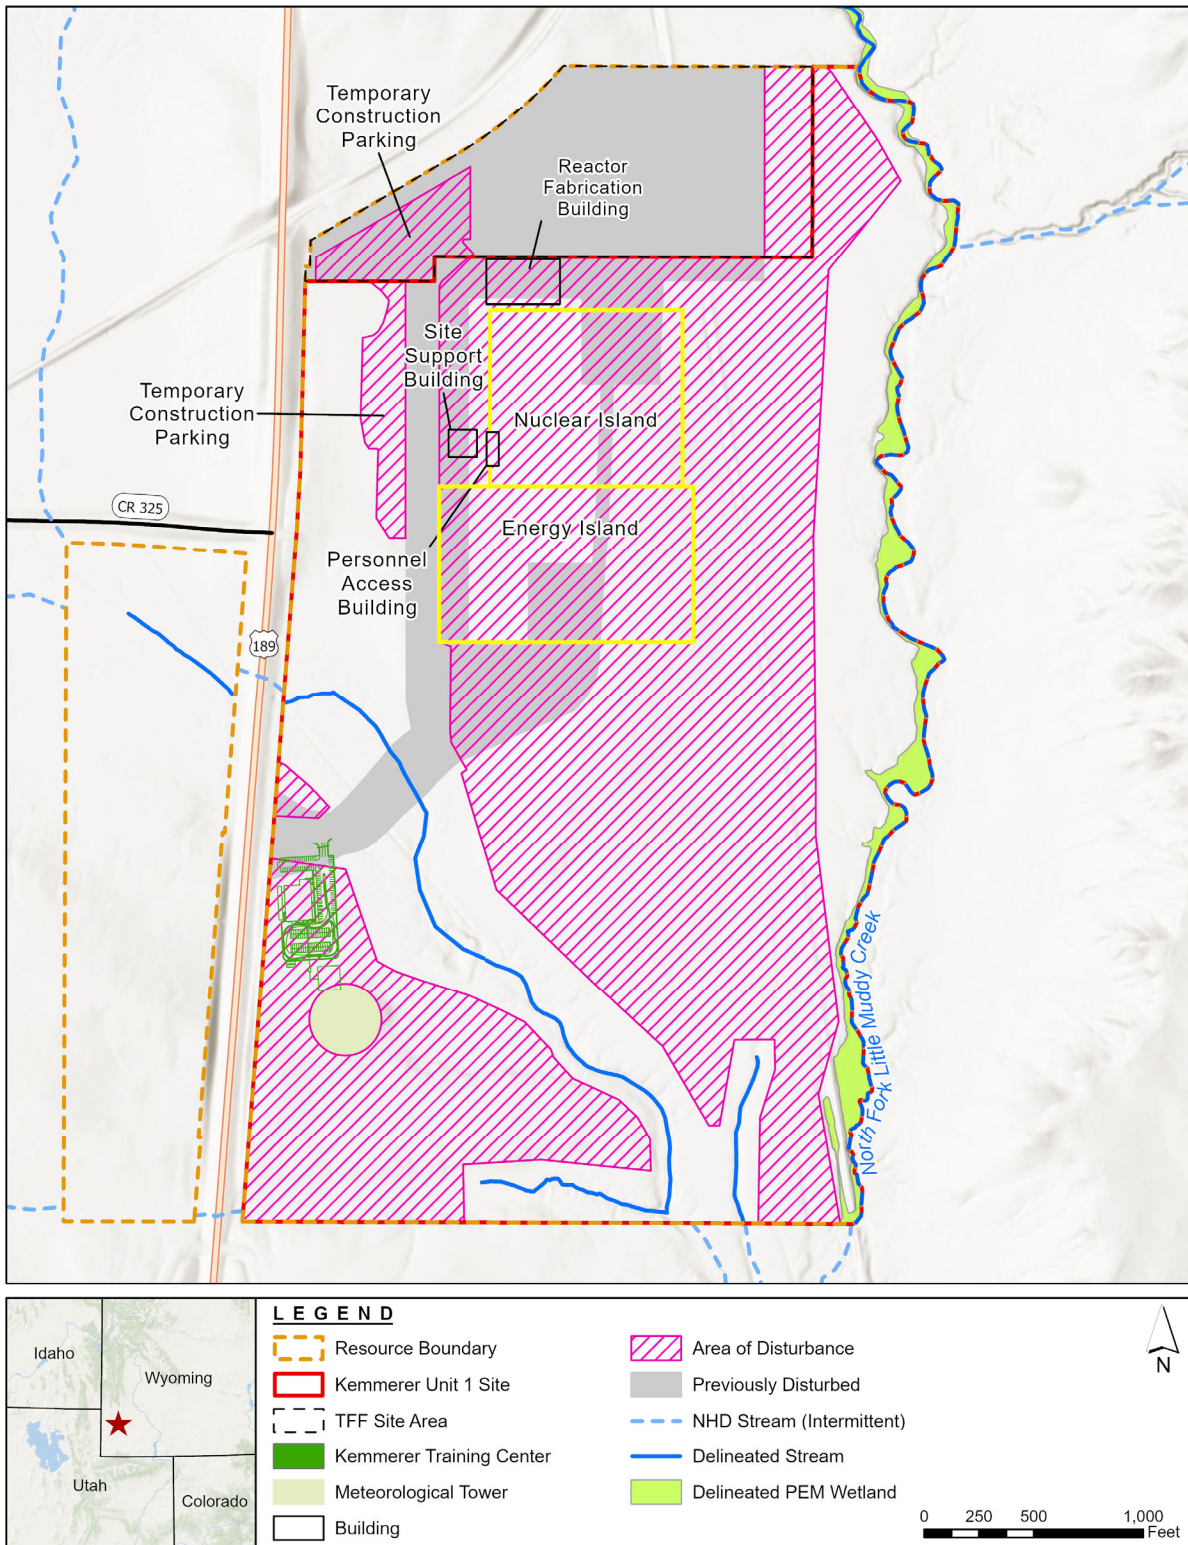 Temporary
Construction
Parking
Reactor
Fabrication
Building
Site
Support
Building
Temporary
Construction
Parking
Nuclear Island
CR 325
Energy Island
Personnel
Access
Building
189
North Fork Little Muddy Creek
Idaho
Wyoming
Utah
Colorado
LEGEND
Resource Boundary
Kemmerer Unit 1 Site
TFF Site Area
Kemmerer Training Center
Meteorological Tower
Building
Area of Disturbance
Previously Disturbed
NHD Stream (Intermittent)
Delineated Stream
Delineated PEM Wetland
N
0 250 500 1,000
Feet